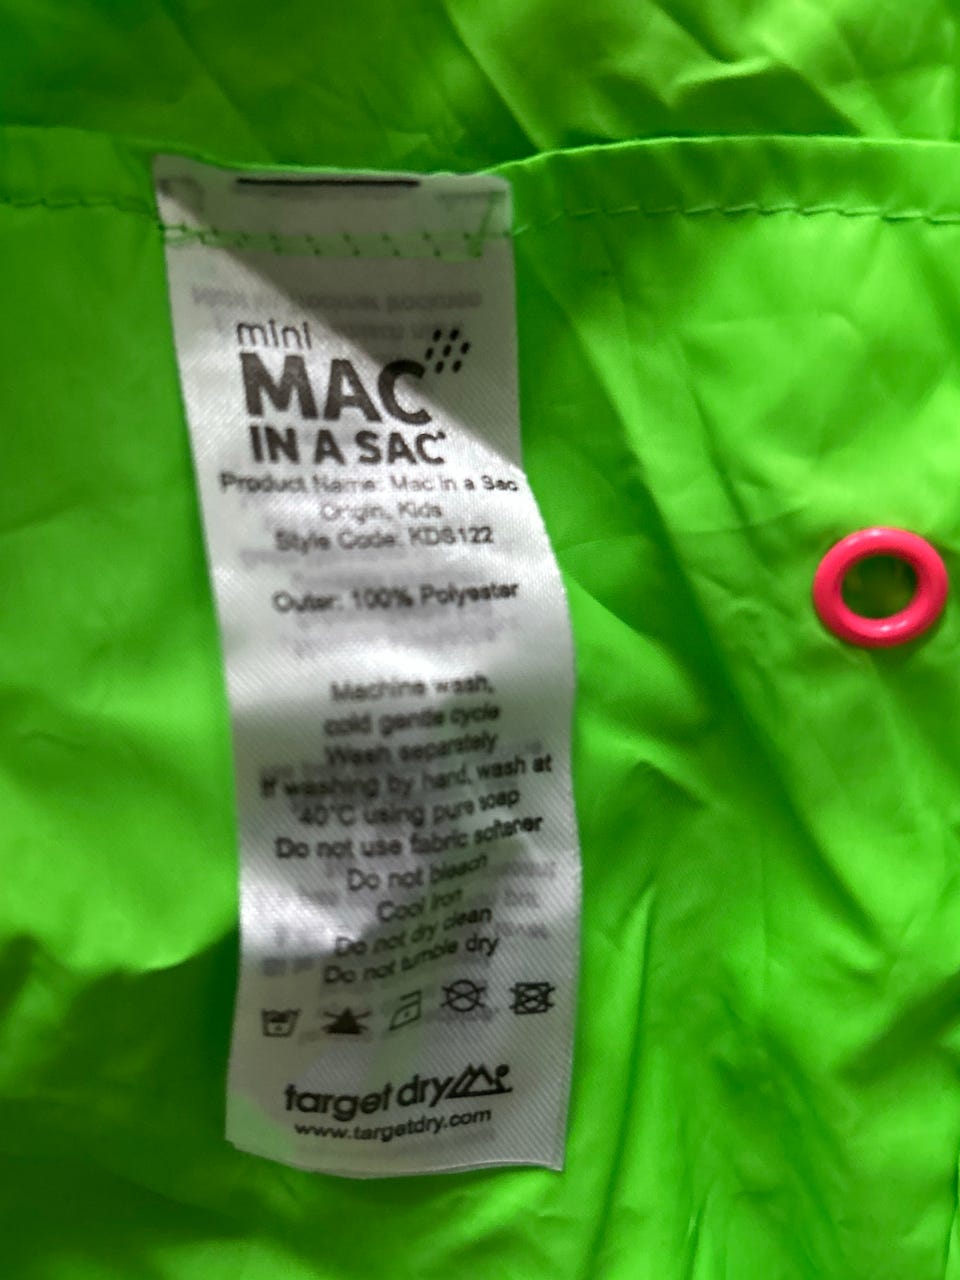 mini
MAC
IN A SAC
Product Name: Mac in a Sac
Origin, Kids
Style Code: KDS122
Outer: 100% Polyester
Machine wash,
cold gentle cycle
Wash separately
If washing by hand, wash at
40°C using pure soap
Do not use fabric softener
Do not bleach
Cool iron
Do not dry clean
Do not tumble dry
target dry
www.targetdry.com